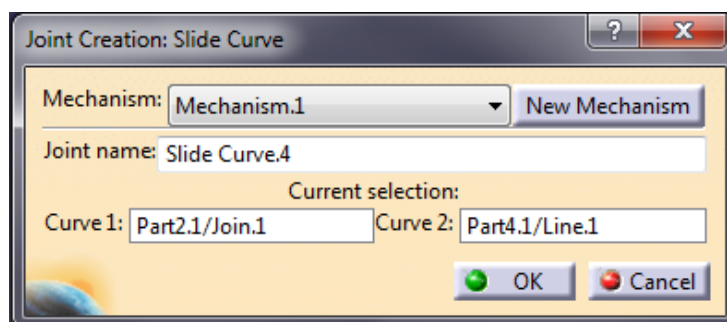 Joint Creation: Slide Curve
?
X
Mechanism: Mechanism.1 New Mechanism
Joint name: Slide Curve.4
Current selection:
Curve 1: Part2.1/Join.1 Curve 2: Part4.1/Line.1
OK Cancel